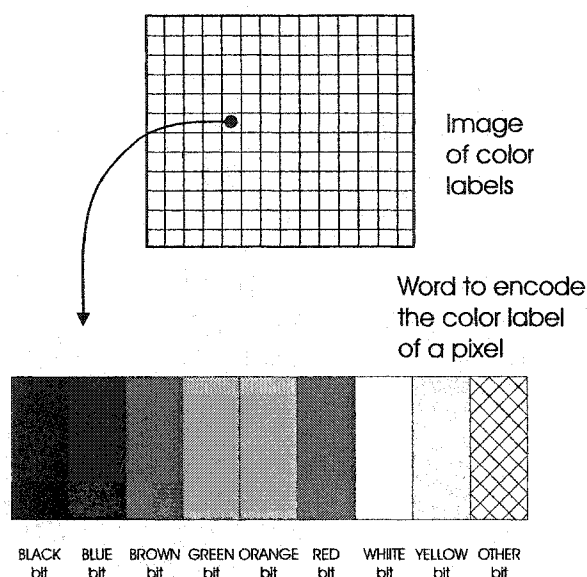 Image
of color
labels
Word to encode
the color label
of a pixel
BLACK BLUE BROWN GREEN ORANGE RED WHIITE YELLOW OTHER
bit bit bit bit bit bit bit bit bit